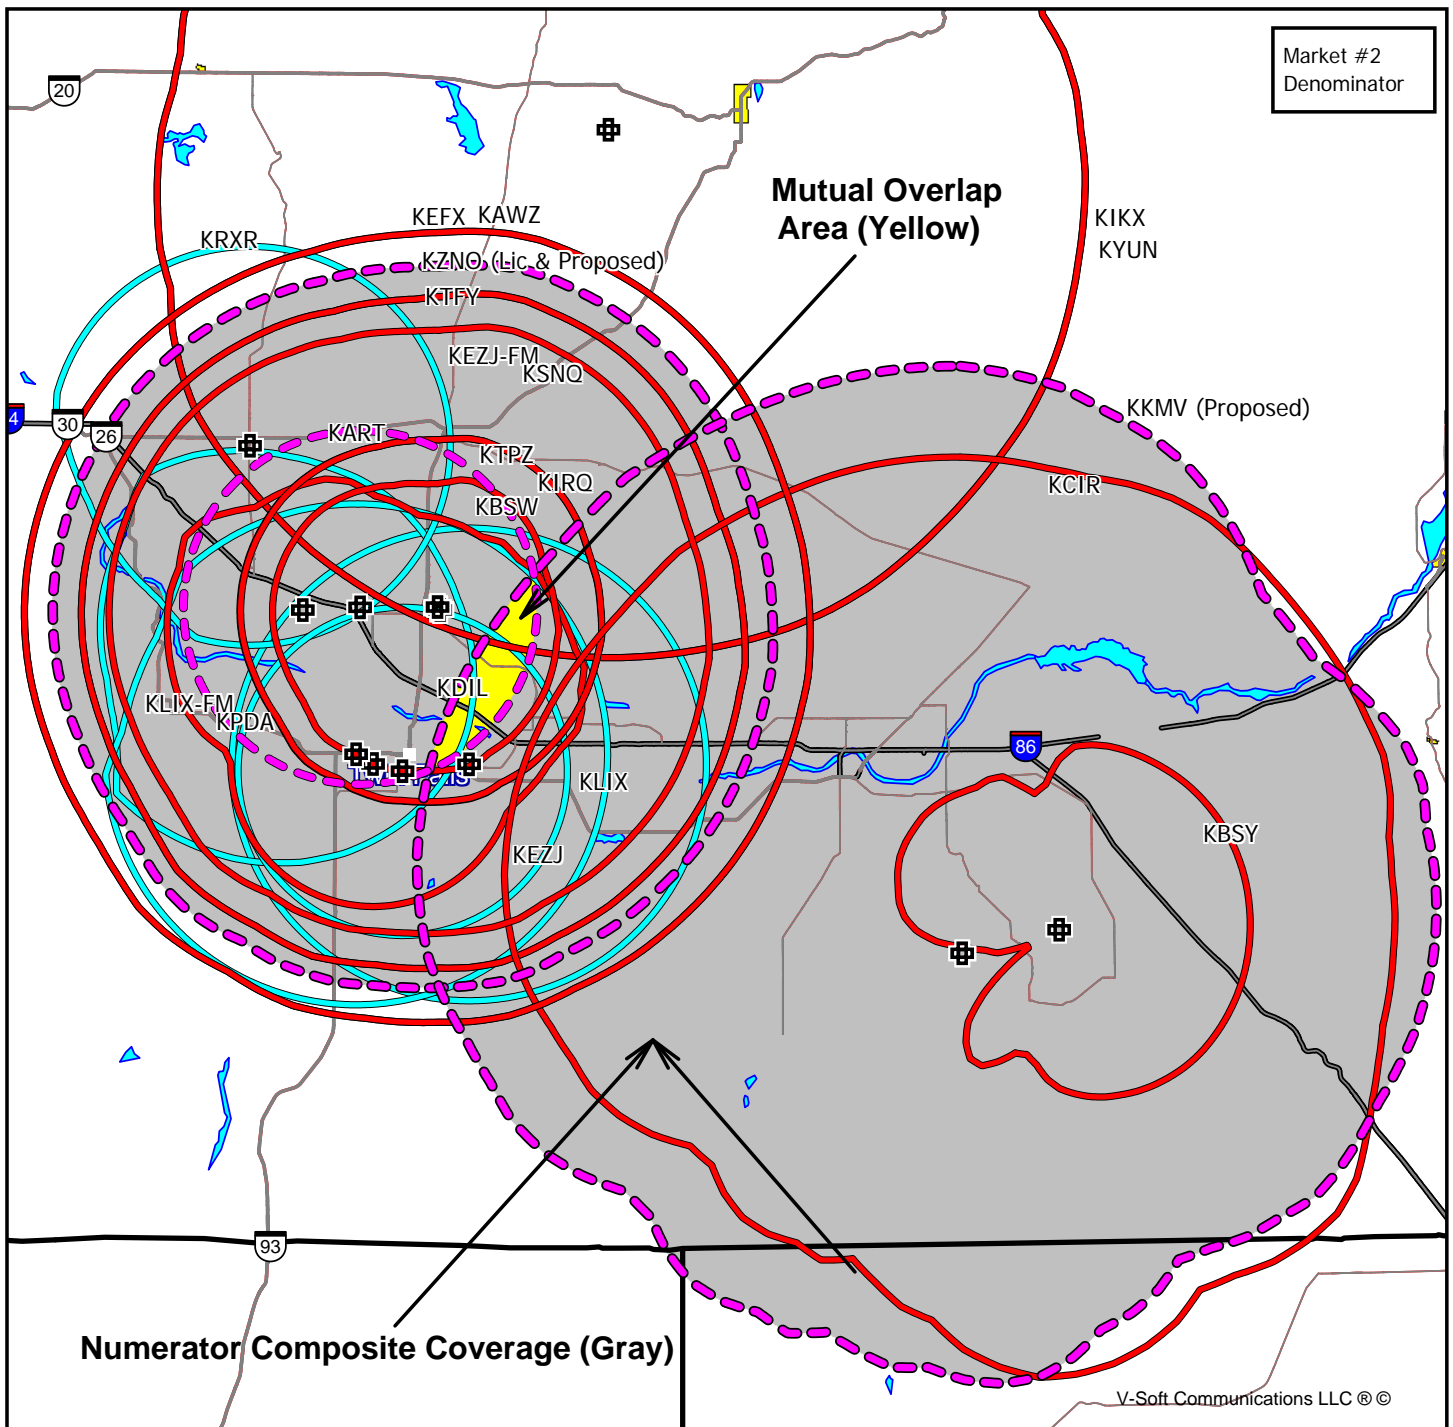 Market #2
Denominator
20
Mutual Overlap
Area (Yellow)
KEFX KAWZ
KIKX
KYUN
KRXR
KZNO (Lic & Proposed)
KTFY
KEZJ-FM
KSNQ
KKMV (Proposed)
4
30
26
KART
KTPZ
KIRQ
KCIR
KBSW
KDIL
KLIX-FM
KPDA
86
KLIX
KBSY
KEZJ
93
Numerator Composite Coverage (Gray)
V-Soft Communications LLC ® ©